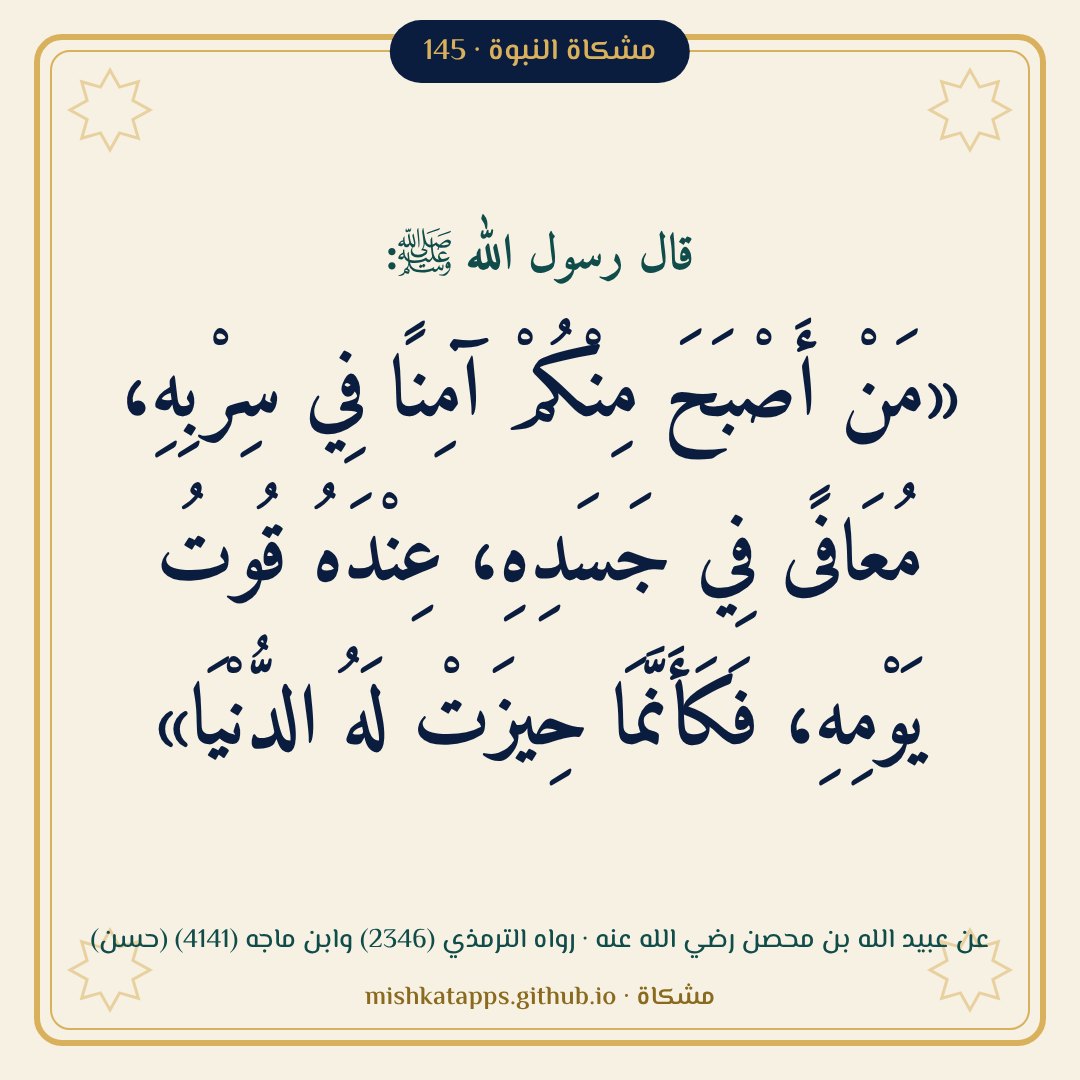 مشكاة النبوة · 145
قال رسول الله ﷺ:
«مَنْ أَصْبَحَ مِنْكُمْ آمِنًا فِي سِرْبِهِ،
مُعَافًى فِي جَسَدِهِ، عِنْدَهُ قُوتُ
يَوْمِهِ، فَكَأَنَّمَا حِيزَتْ لَهُ الدُّنْيَا»
عن عبيد الله بن محصن رضي الله عنه · رواه الترمذي (2346) وابن ماجه (4141) (حسن)
مشكاة · mishkatapps.github.io